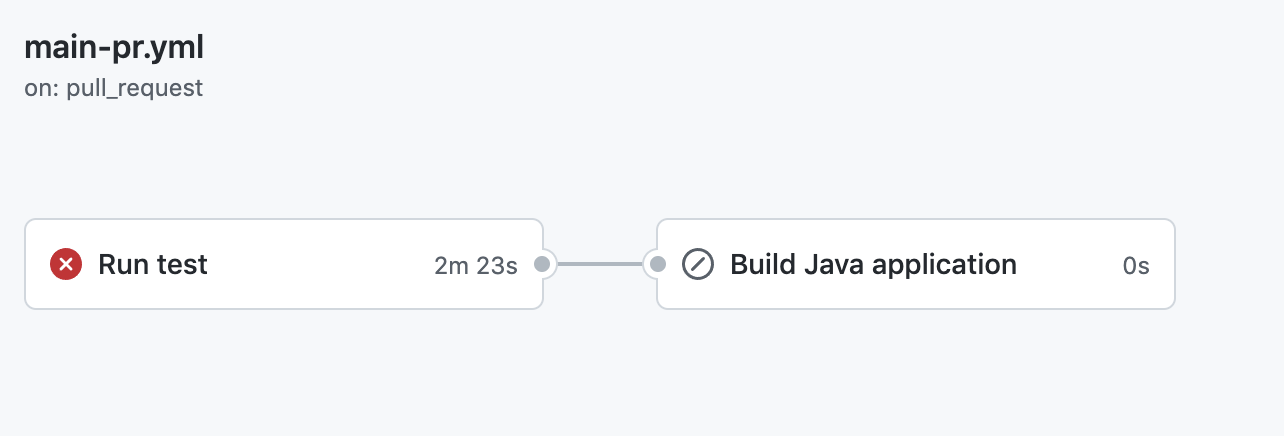 main-pr.yml
on: pull_request
Run test 2m 23s
Build Java application 0s